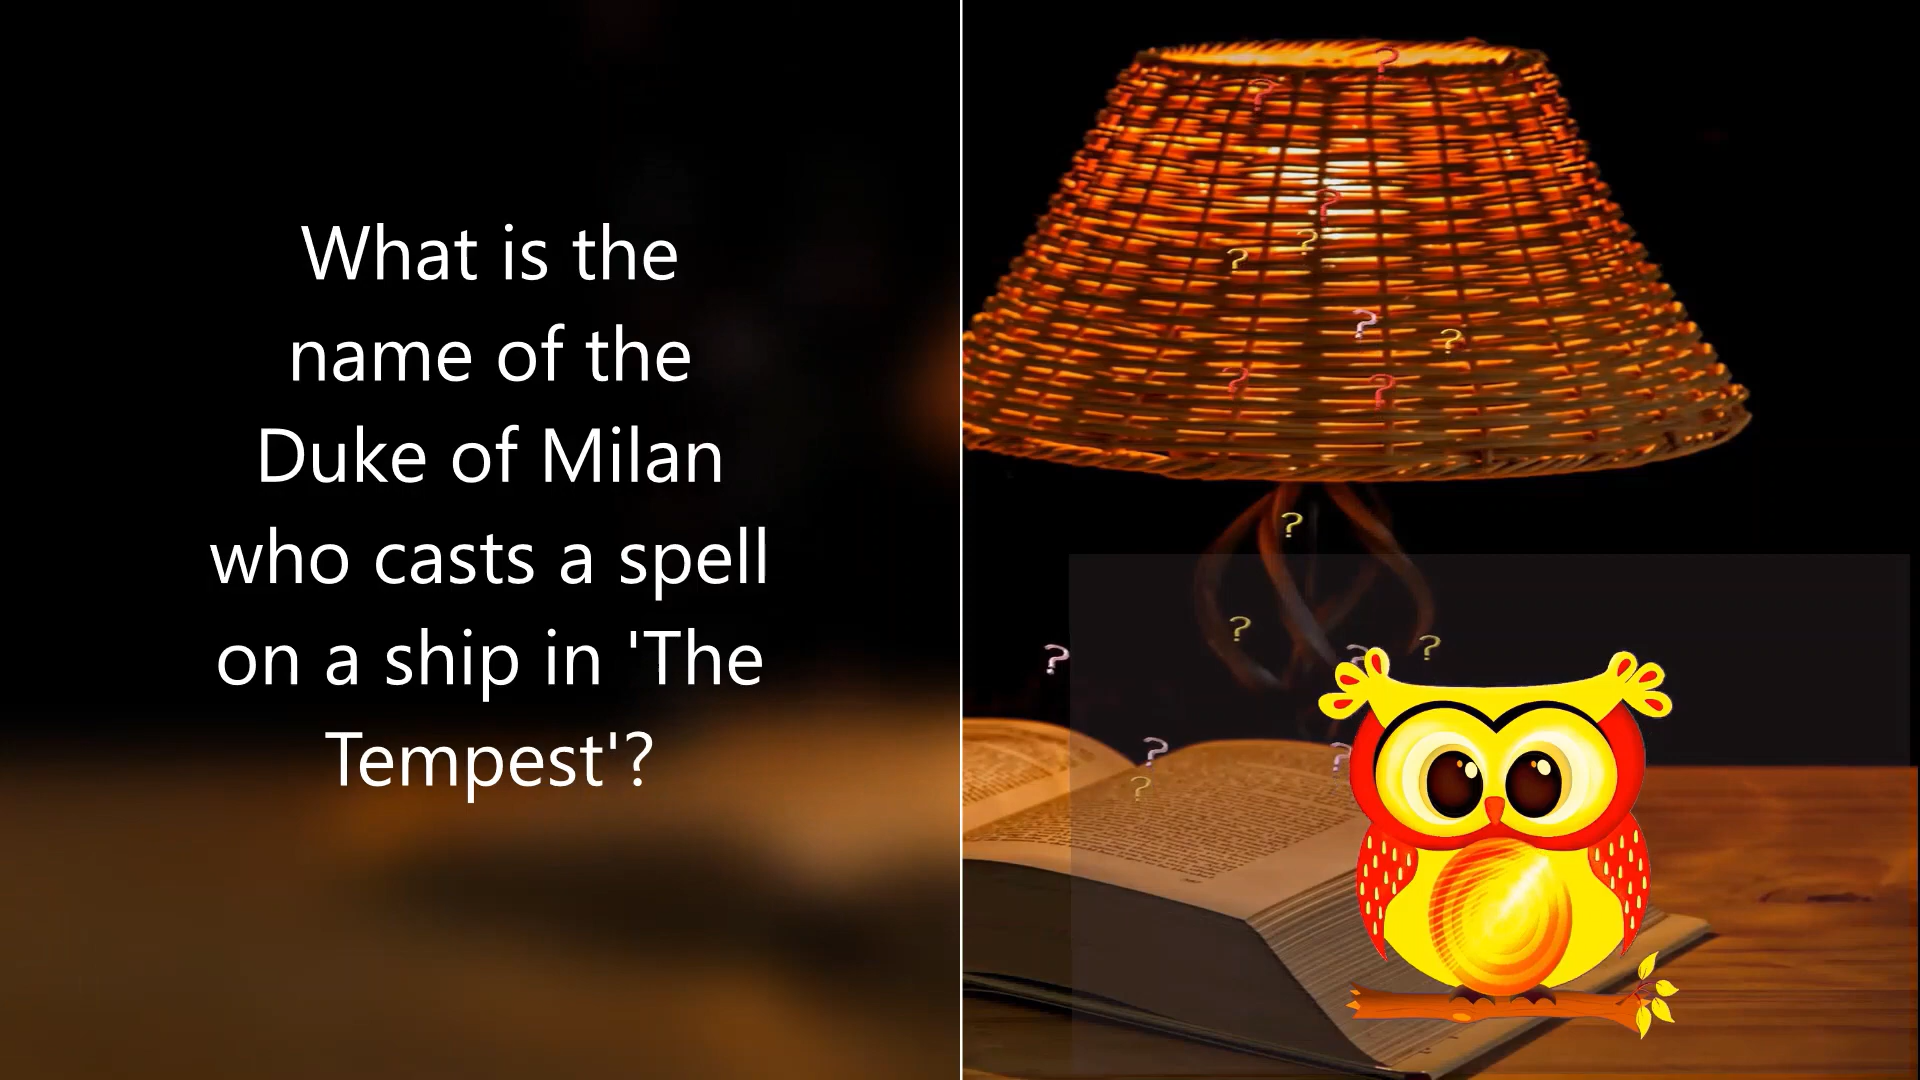 What is the
name of the
Duke of Milan
who casts a spell
on a ship in 'The
Tempest'?